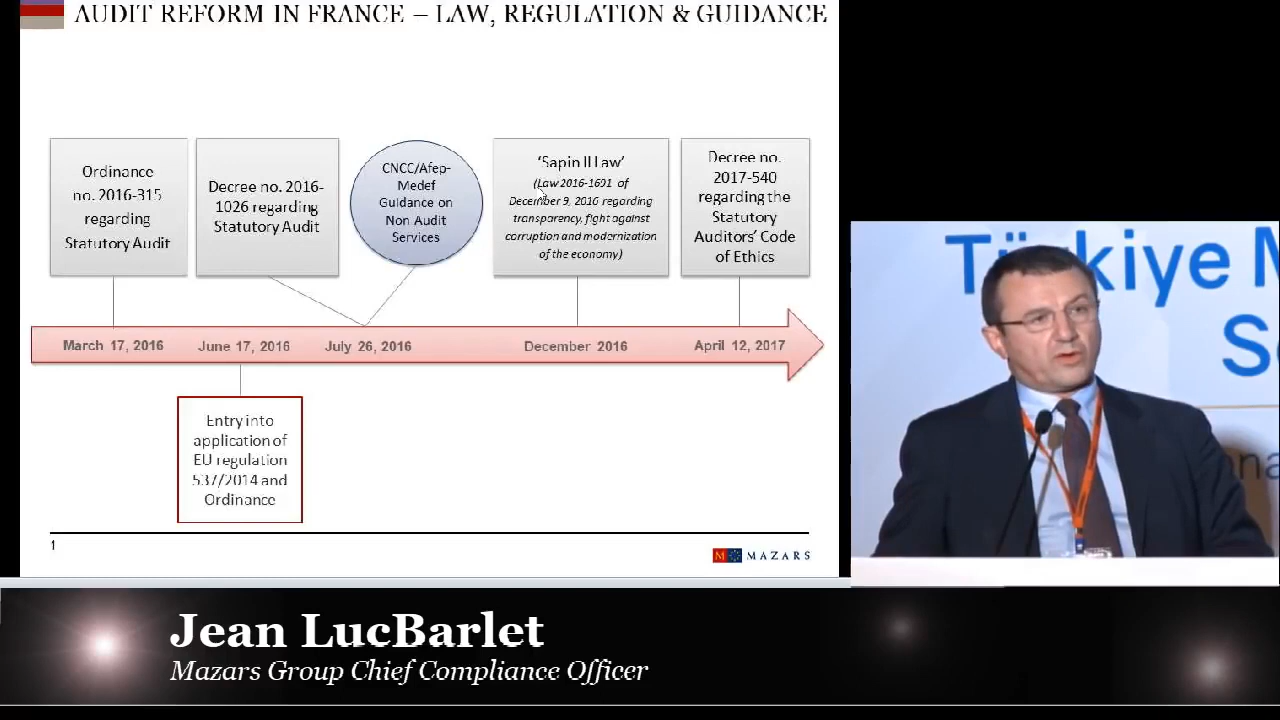 AUDIT REFORM IN FRANCE – LAW, REGULATION & GUIDANCE
Ordinance
no. 2016-315
regarding
Statutory Audit
Decree no. 2016-
1026 regarding
Statutory Audit
CNCC/Afep-
Medef
Guidance on
Non Audit
Services
'Sapin II Law'
(Law 2016-1691 of
December 9, 2016 regarding
transparency, fight against
corruption and modernization
of the economy)
Decree no.
2017-540
regarding the
Statutory
Auditors' Code
of Ethics
March 17, 2016
June 17, 2016
July 26, 2016
December 2016
April 12, 2017
Entry into
application of
EU regulation
537/2014 and
Ordinance
1
M MAZARS
Türkiye M
Jean LucBarlet
Mazars Group Chief Compliance Officer